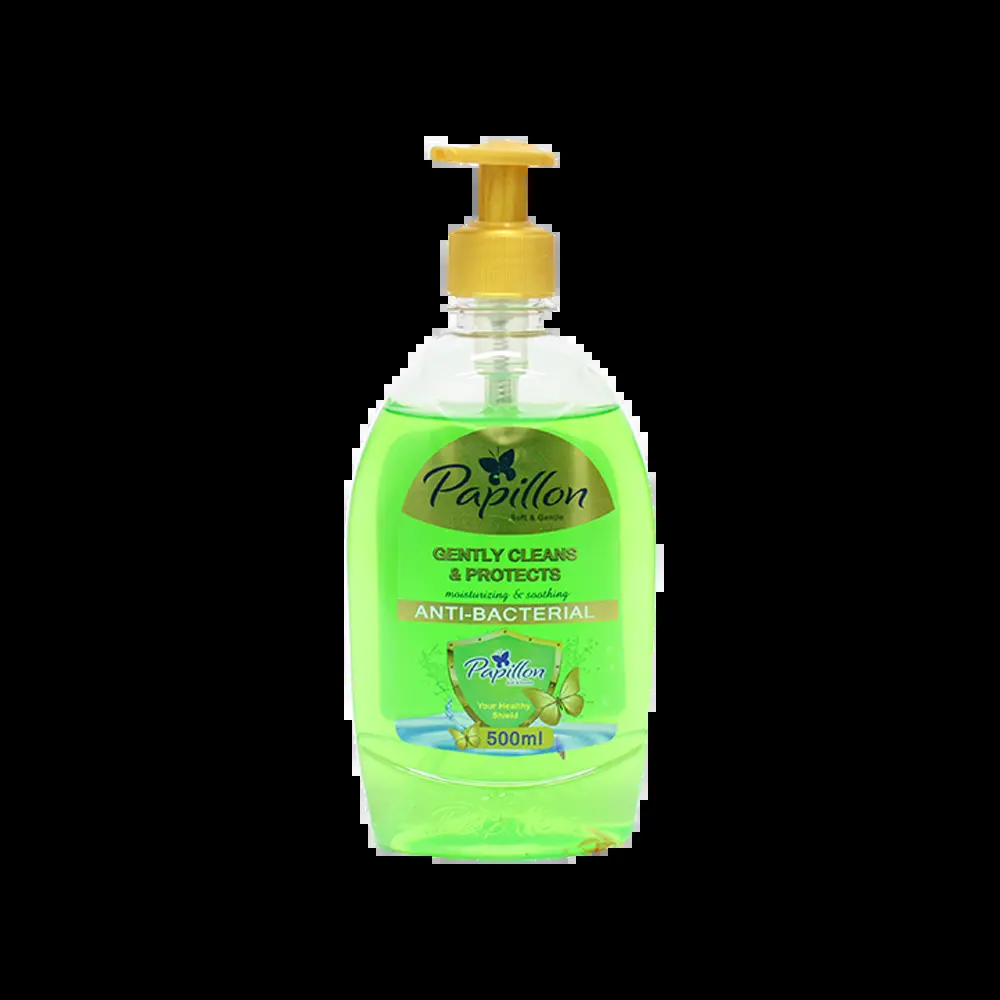 Papillon
Soft & Gentle
GENTLY CLEANS
& PROTECTS
moisturizing & soothing
ANTI-BACTERIAL
Papillon
Your Healthy
Shield
500ml